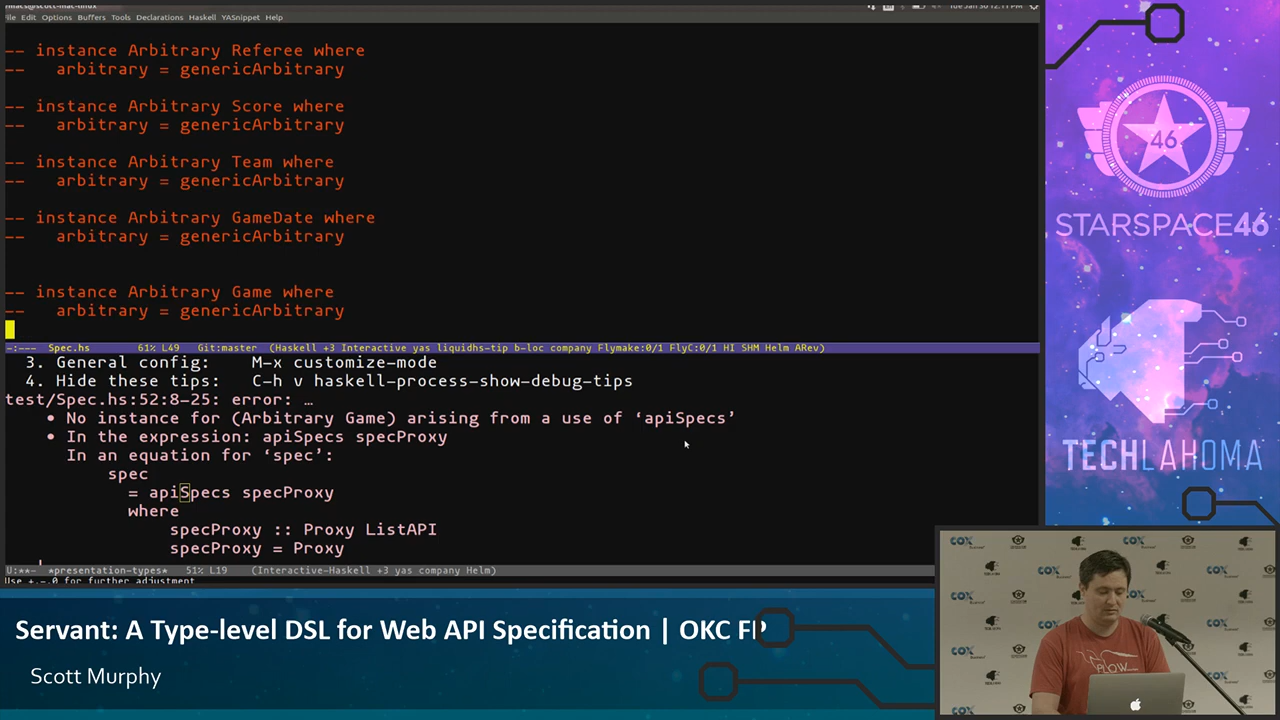 File Edit Options Buffers Tools Declarations Haskell YASnippet Help
-- instance Arbitrary Referee where
--   arbitrary = genericArbitrary
-- instance Arbitrary Score where
--   arbitrary = genericArbitrary
-- instance Arbitrary Team where
--   arbitrary = genericArbitrary
-- instance Arbitrary GameDate where
--   arbitrary = genericArbitrary
-- instance Arbitrary Game where
--   arbitrary = genericArbitrary
-:--- Spec.hs 61% L49 Git:master (Haskell +3 Interactive yas liquidhs-tip b-loc company Flymake:0/1 FlyC:0/1 HI SHM Helm ARev)
3. General config: M-x customize-mode
4. Hide these tips: C-h v haskell-process-show-debug-tips
test/Spec.hs:52:8-25: error: …
• No instance for (Arbitrary Game) arising from a use of ‘apiSpecs’
• In the expression: apiSpecs specProxy
In an equation for ‘spec’:
spec
= apiSpecs specProxy
where
specProxy :: Proxy ListAPI
specProxy = Proxy
U:**- *presentation-types* 51% L19 (Interactive-Haskell +3 yas company Helm)
Use +,-,0 for further adjustment
46
STARSPACE46
TECHLAHOMA
COX
FLOW
Servant: A Type-level DSL for Web API Specification | OKC FP
Scott Murphy